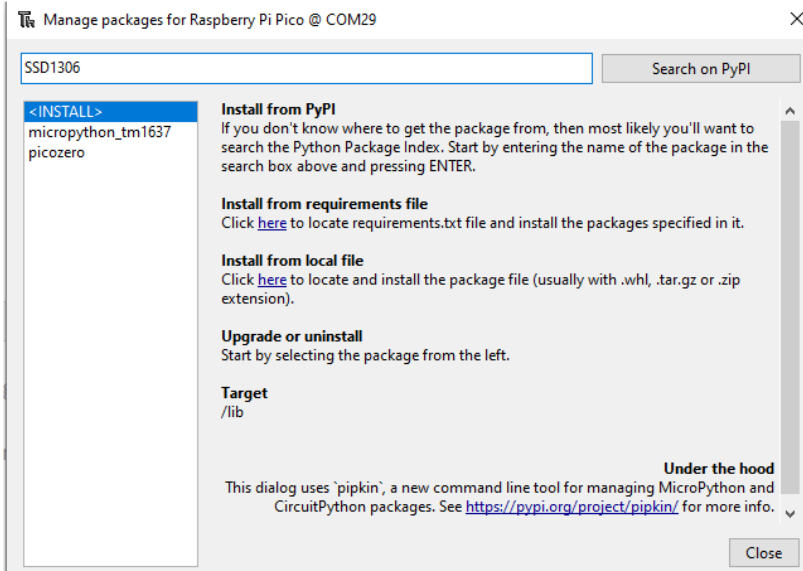 Manage packages for Raspberry Pi Pico @ COM29
SSD1306
Search on PyPI
<INSTALL>
micropython_tm1637
picozero
Install from PyPI
If you don't know where to get the package from, then most likely you'll want to
search the Python Package Index. Start by entering the name of the package in the
search box above and pressing ENTER.
Install from requirements file
Click here to locate requirements.txt file and install the packages specified in it.
Install from local file
Click here to locate and install the package file (usually with .whl, .tar.gz or .zip
extension).
Upgrade or uninstall
Start by selecting the package from the left.
Target
/lib
Under the hood
This dialog uses `pipkin`, a new command line tool for managing MicroPython and
CircuitPython packages. See https://pypi.org/project/pipkin/ for more info.
Close